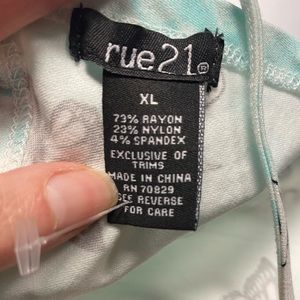 rue21®
XL
73% RAYON
23% NYLON
4% SPANDEX
EXCLUSIVE OF
TRIMS
MADE IN CHINA
RN 70829
SEE REVERSE
FOR CARE